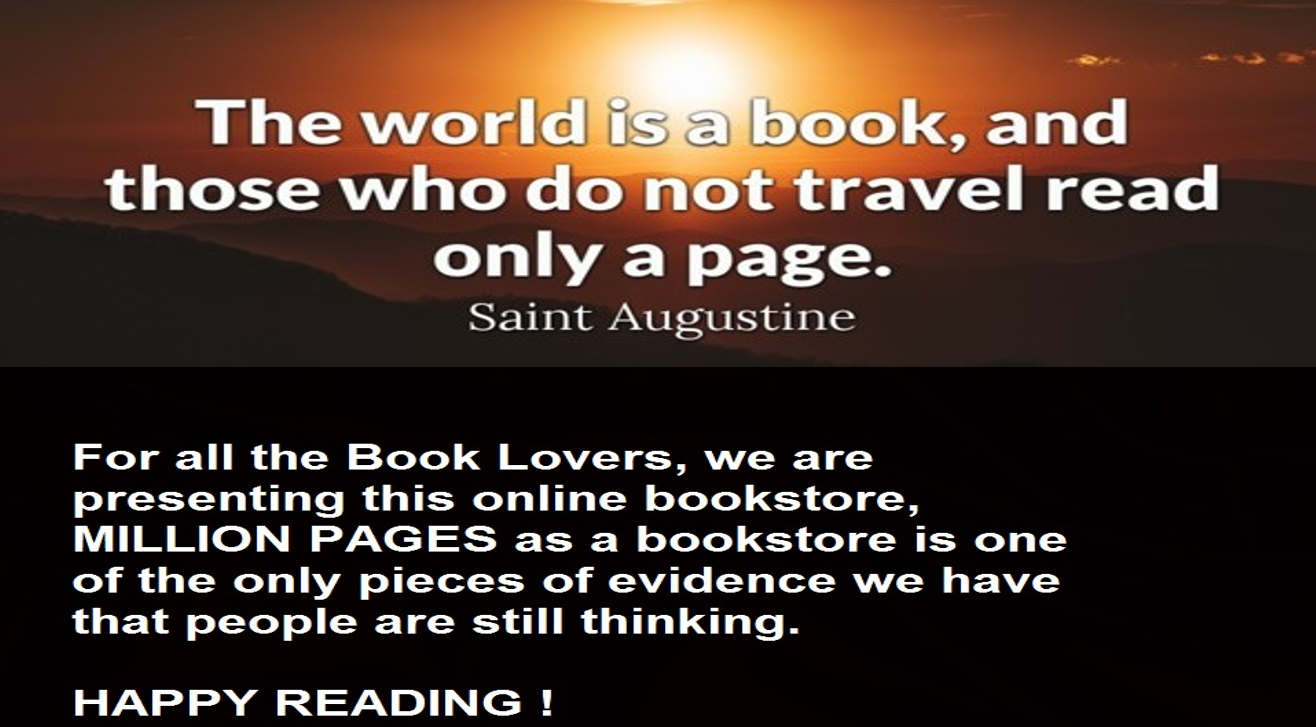 The world is a book, and
those who do not travel read
only a page.
Saint Augustine
For all the Book Lovers, we are
presenting this online bookstore,
MILLION PAGES as a bookstore is one
of the only pieces of evidence we have
that people are still thinking.
HAPPY READING !